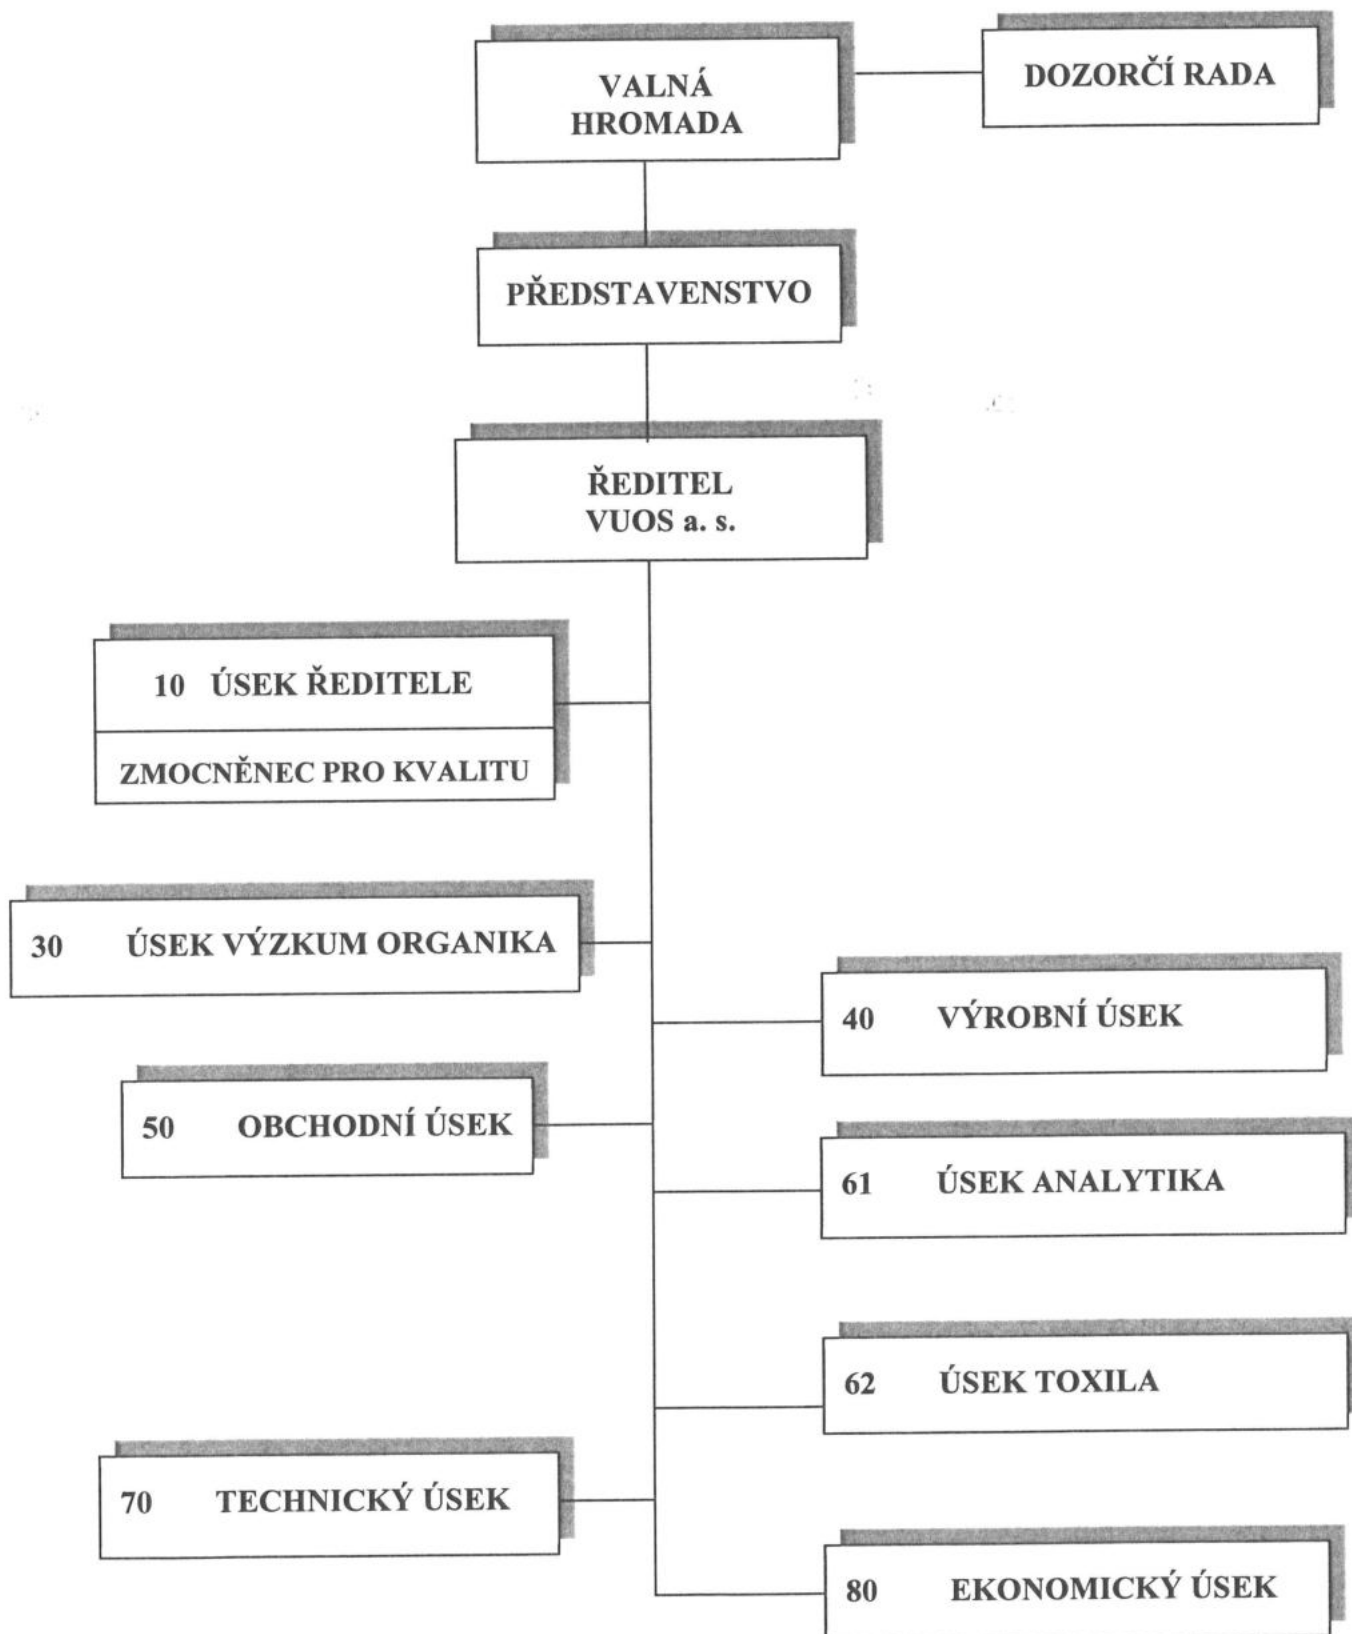 VALNÁ
HROMADA
DOZORČÍ RADA
PŘEDSTAVENSTVO
ŘEDITEL
VUOS a. s.
10 ÚSEK ŘEDITELE
ZMOCNĚNEC PRO KVALITU
30 ÚSEK VÝZKUM ORGANIKA
40 VÝROBNÍ ÚSEK
50 OBCHODNÍ ÚSEK
61 ÚSEK ANALYTIKA
62 ÚSEK TOXILA
70 TECHNICKÝ ÚSEK
80 EKONOMICKÝ ÚSEK